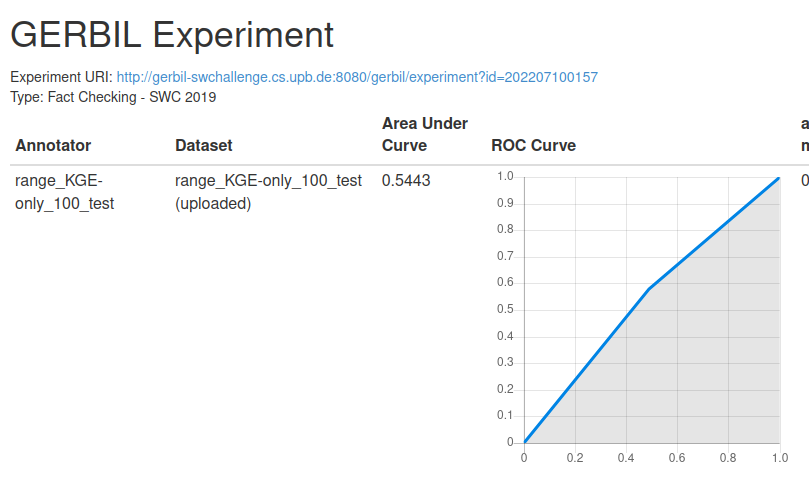 GERBIL Experiment
Experiment URI: http://gerbil-swchallenge.cs.upb.de:8080/gerbil/experiment?id=202207100157
Type: Fact Checking - SWC 2019
Annotator
Dataset
Area Under
Curve
ROC Curve
a
n
range_KGE-
only_100_test
range_KGE-only_100_test
(uploaded)
0.5443
0
1.0
0.9
0.8
0.7
0.6
0.5
0.4
0.3
0.2
0.1
0
0 0.2 0.4 0.6 0.8 1.0